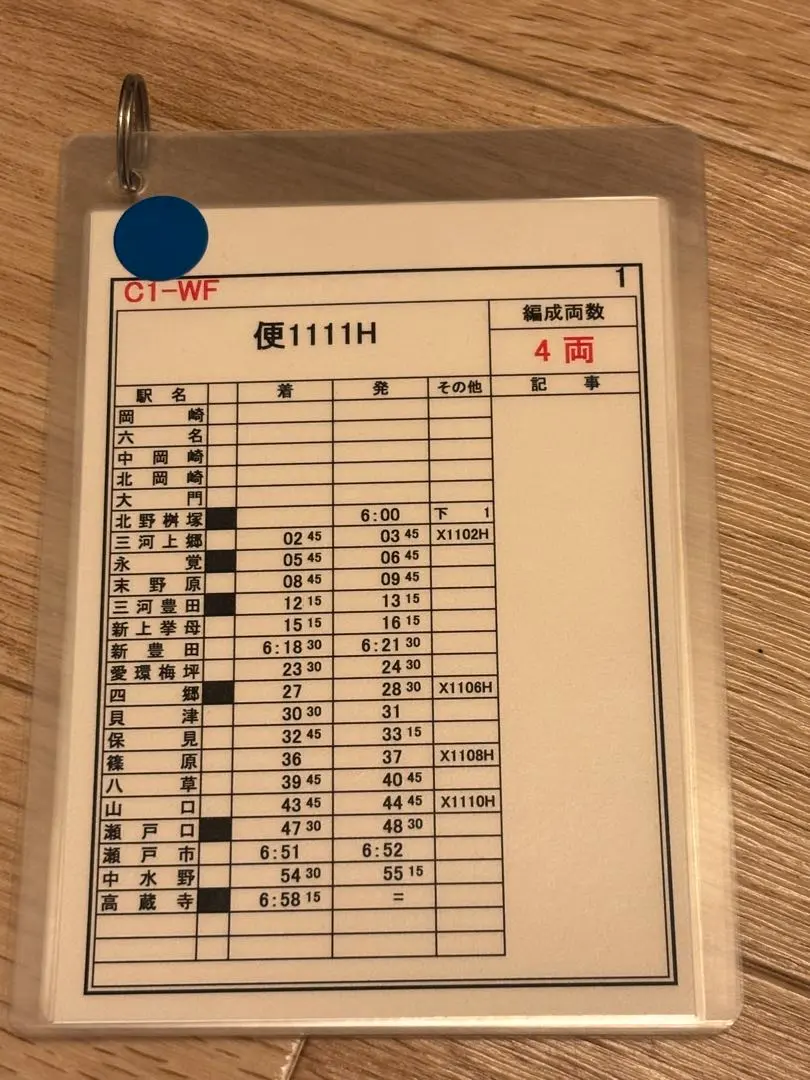 C1-WF 1
便1111H 編成両数
4 両
駅名 着 発 その他 記事
岡崎
六名
中岡崎
北岡崎
大門
北野桝塚 6:00 下 1
三河上郷 02 45 03 45 X1102H
永覚 05 45 06 45
末野原 08 45 09 45
三河豊田 12 15 13 15
新上挙母 15 15 16 15
新豊田 6:18 30 6:21 30
愛環梅坪 23 30 24 30
四郷 27 28 30 X1106H
貝津 30 30 31
保見 32 45 33 15
篠原 36 37 X1108H
八草 39 45 40 45
山口 43 45 44 45 X1110H
瀬戸口 47 30 48 30
瀬戸市 6:51 6:52
中水野 54 30 55 15
高蔵寺 6:58 15 =